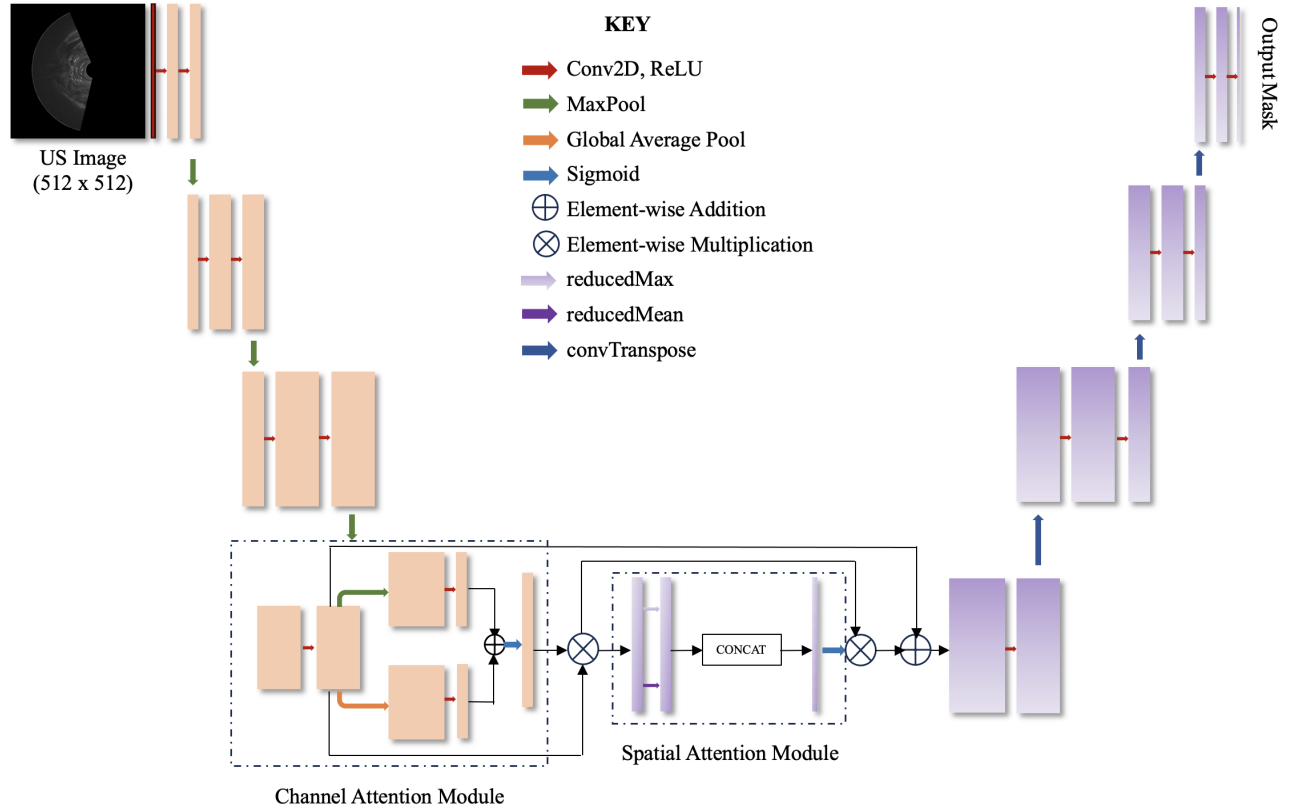 US Image
(512 x 512)
KEY
Conv2D, ReLU
MaxPool
Global Average Pool
Sigmoid
Element-wise Addition
Element-wise Multiplication
reducedMax
reducedMean
convTranspose
Output Mask
CONCAT
Spatial Attention Module
Channel Attention Module